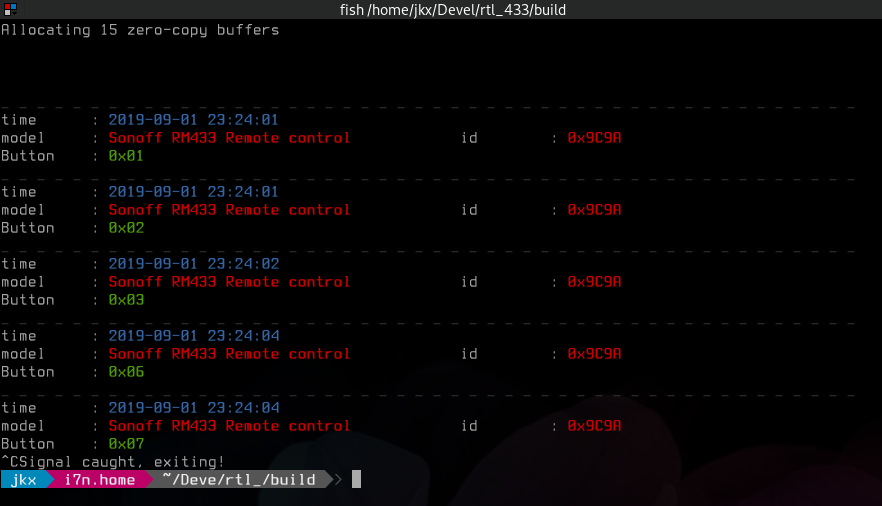 fish /home/jkx/Devel/rtl_433/build
Allocating 15 zero-copy buffers
_ _ _ _ _ _ _ _ _ _ _ _ _ _ _ _ _ _ _ _ _ _ _ _ _ _ _ _ _ _ _ _ _ _ _ _ _ _ _ _ _ _ _ _ _ _ _ _
time      : 2019-09-01 23:24:01
model     : Sonoff RM433 Remote control            id        : 0x9C9A
Button    : 0x01
_ _ _ _ _ _ _ _ _ _ _ _ _ _ _ _ _ _ _ _ _ _ _ _ _ _ _ _ _ _ _ _ _ _ _ _ _ _ _ _ _ _ _ _ _ _ _ _
time      : 2019-09-01 23:24:01
model     : Sonoff RM433 Remote control            id        : 0x9C9A
Button    : 0x02
_ _ _ _ _ _ _ _ _ _ _ _ _ _ _ _ _ _ _ _ _ _ _ _ _ _ _ _ _ _ _ _ _ _ _ _ _ _ _ _ _ _ _ _ _ _ _ _
time      : 2019-09-01 23:24:02
model     : Sonoff RM433 Remote control            id        : 0x9C9A
Button    : 0x03
_ _ _ _ _ _ _ _ _ _ _ _ _ _ _ _ _ _ _ _ _ _ _ _ _ _ _ _ _ _ _ _ _ _ _ _ _ _ _ _ _ _ _ _ _ _ _ _
time      : 2019-09-01 23:24:04
model     : Sonoff RM433 Remote control            id        : 0x9C9A
Button    : 0x06
_ _ _ _ _ _ _ _ _ _ _ _ _ _ _ _ _ _ _ _ _ _ _ _ _ _ _ _ _ _ _ _ _ _ _ _ _ _ _ _ _ _ _ _ _ _ _ _
time      : 2019-09-01 23:24:04
model     : Sonoff RM433 Remote control            id        : 0x9C9A
Button    : 0x07
^CSignal caught, exiting!
jkx  i7n.home  ~/Deve/rtl_/build